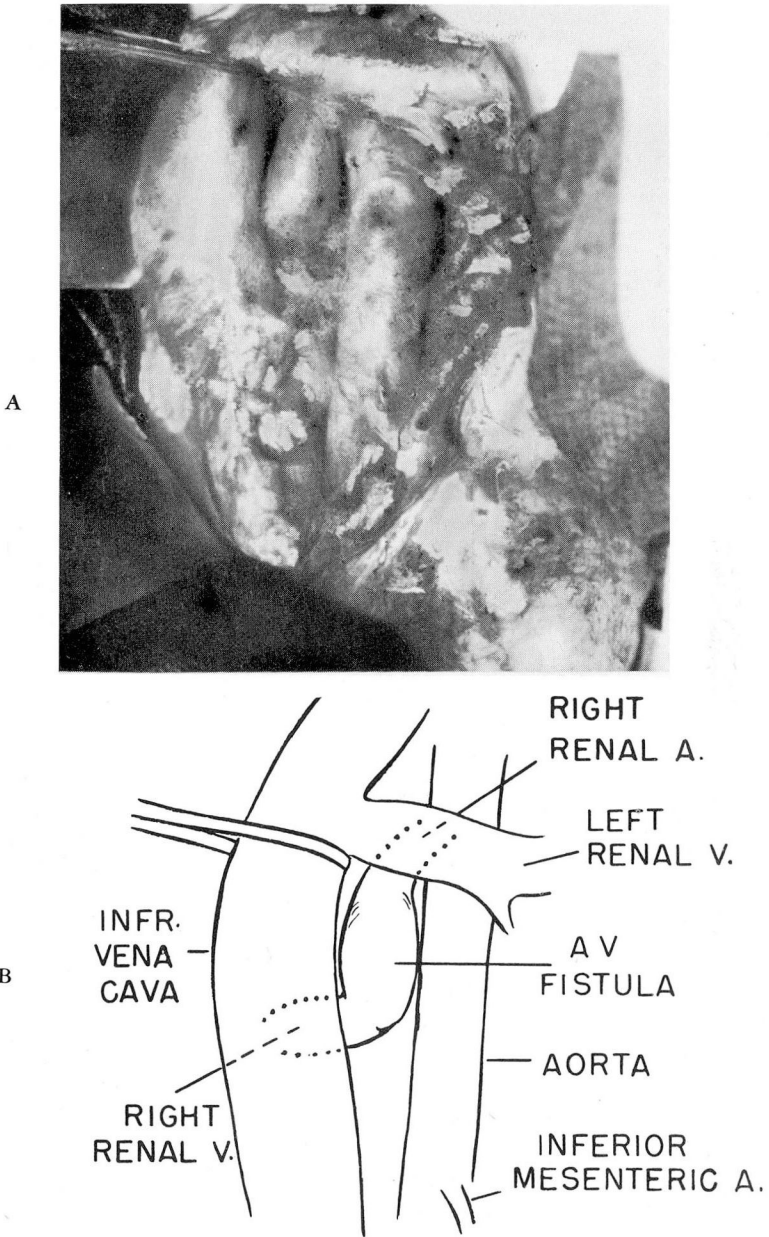 A
RIGHT
RENAL A.
LEFT
RENAL V.
INFR.
VENA
CAVA
B
A V
FISTULA
AORTA
RIGHT
RENAL V.
INFERIOR
MESENTERIC A.